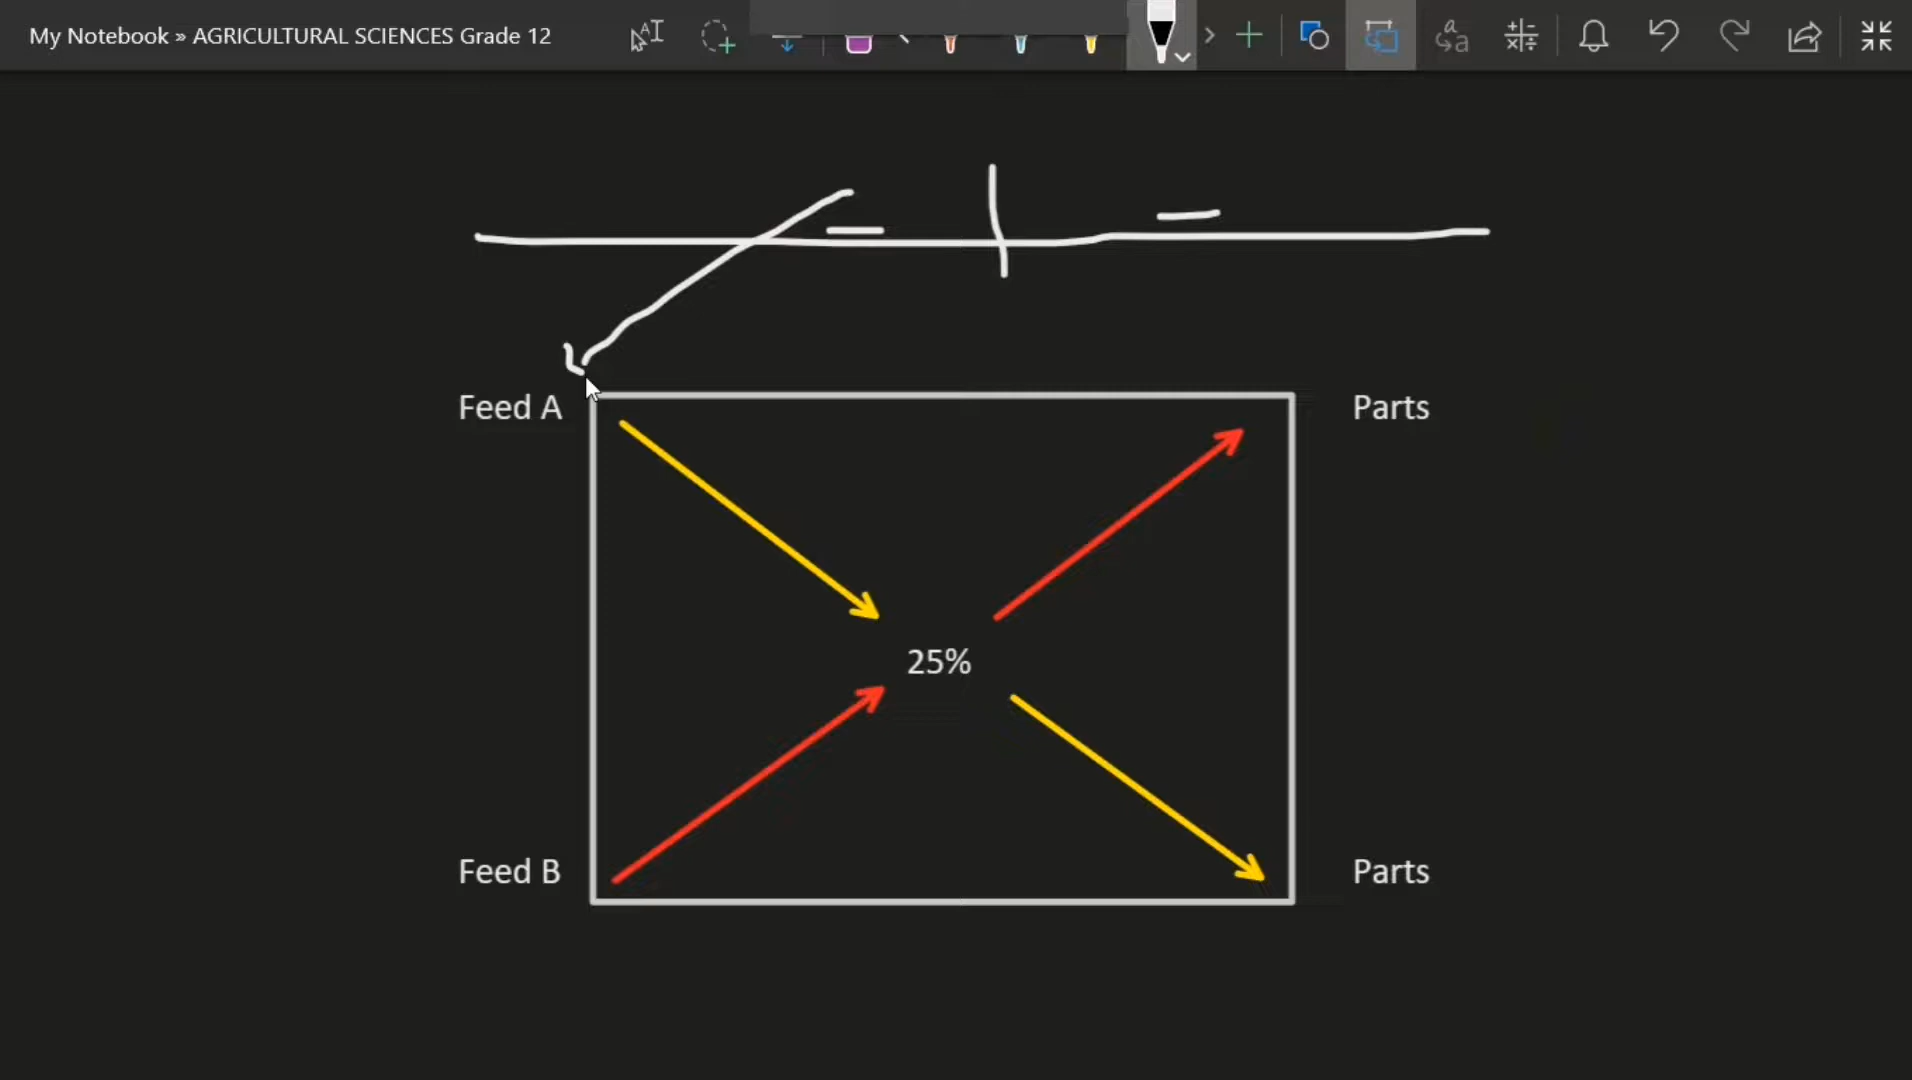 My Notebook » AGRICULTURAL SCIENCES Grade 12
Feed A
Parts
25%
Feed B
Parts